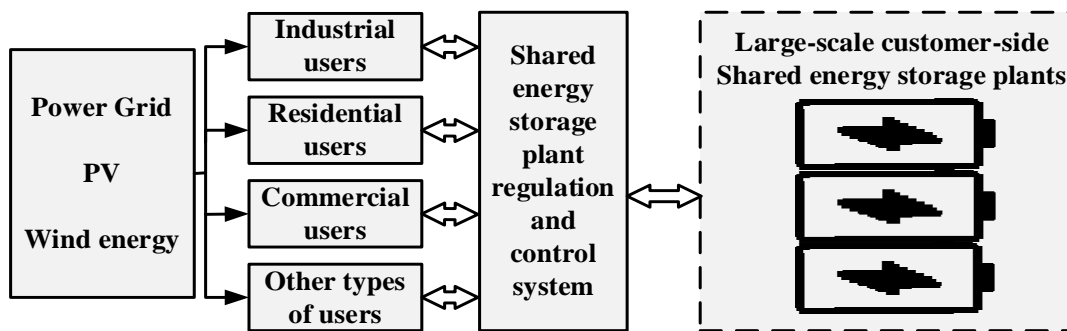 Power Grid
PV
Wind energy
Industrial
users
Residential
users
Commercial
users
Other types
of users
Shared
energy
storage
plant
regulation
and
control
system
Large-scale customer-side
Shared energy storage plants